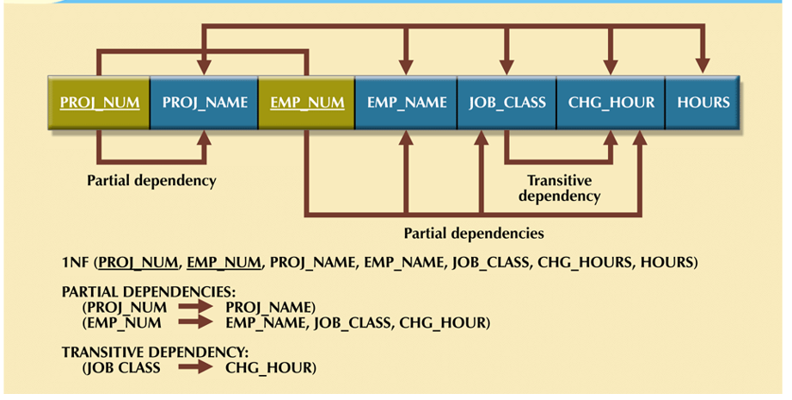 PROJ_NUM PROJ_NAME EMP_NUM EMP_NAME JOB_CLASS CHG_HOUR HOURS
Partial dependency
Transitive
dependency
Partial dependencies
1NF (PROJ_NUM, EMP_NUM, PROJ_NAME, EMP_NAME, JOB_CLASS, CHG_HOURS, HOURS)
PARTIAL DEPENDENCIES:
(PROJ_NUM PROJ_NAME)
(EMP_NUM EMP_NAME, JOB_CLASS, CHG_HOUR)
TRANSITIVE DEPENDENCY:
(JOB CLASS CHG_HOUR)